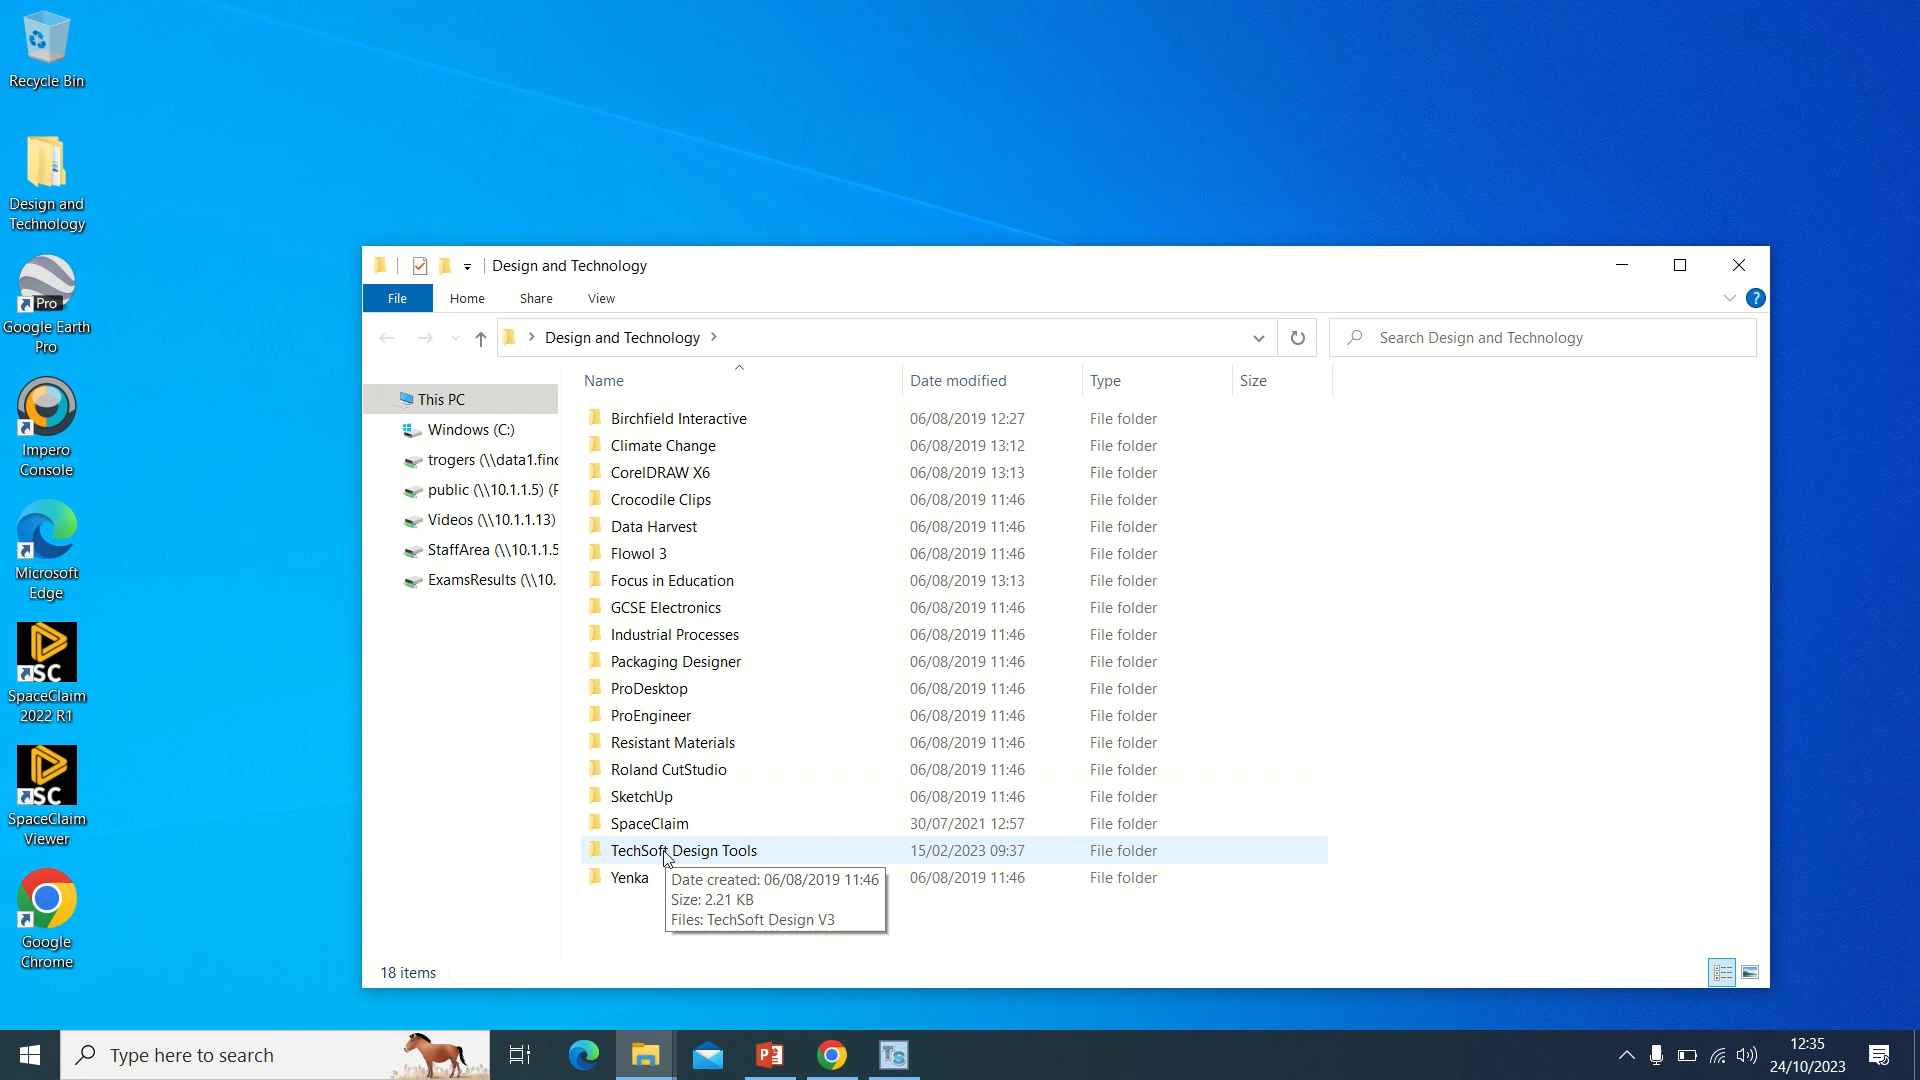 Recycle Bin
Design and
Technology
Pro
Google Earth
Pro
Impero
Console
Microsoft
Edge
SC
SpaceClaim
2022 R1
SC
SpaceClaim
Viewer
Google
Chrome
Design and Technology
File Home Share View
?
Design and Technology
Search Design and Technology
This PC
Windows (C:)
trogers (\\data1.finc
public (\\10.1.1.5) (F
Videos (\\10.1.1.13)
StaffArea (\\10.1.1.5
ExamsResults (\\10.
Name Date modified Type Size
Birchfield Interactive 06/08/2019 12:27 File folder
Climate Change 06/08/2019 13:12 File folder
CorelDRAW X6 06/08/2019 13:13 File folder
Crocodile Clips 06/08/2019 11:46 File folder
Data Harvest 06/08/2019 11:46 File folder
Flowol 3 06/08/2019 11:46 File folder
Focus in Education 06/08/2019 13:13 File folder
GCSE Electronics 06/08/2019 11:46 File folder
Industrial Processes 06/08/2019 11:46 File folder
Packaging Designer 06/08/2019 11:46 File folder
ProDesktop 06/08/2019 11:46 File folder
ProEngineer 06/08/2019 11:46 File folder
Resistant Materials 06/08/2019 11:46 File folder
Roland CutStudio 06/08/2019 11:46 File folder
SketchUp 06/08/2019 11:46 File folder
SpaceClaim 30/07/2021 12:57 File folder
TechSoft Design Tools 15/02/2023 09:37 File folder
Yenka 06/08/2019 11:46 File folder
Date created: 06/08/2019 11:46
Size: 2.21 KB
Files: TechSoft Design V3
18 items
Type here to search
P
TS
12:35
24/10/2023